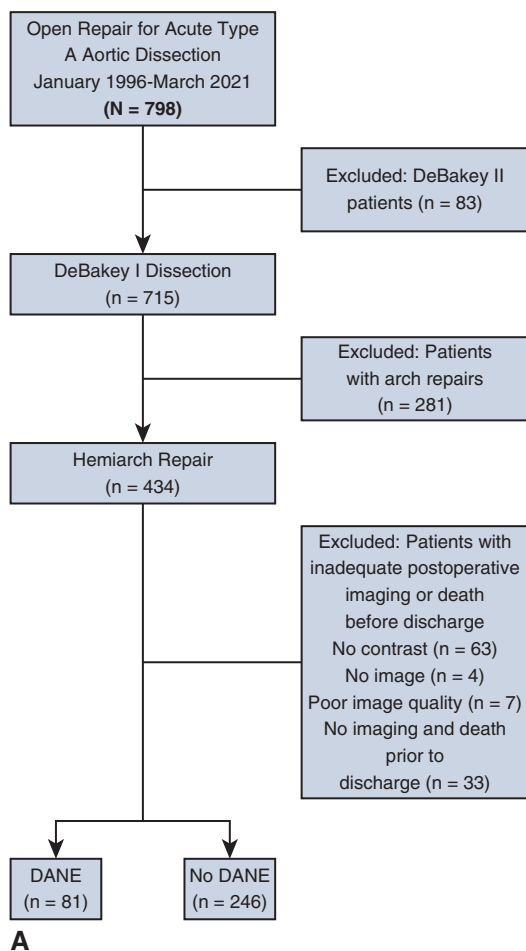 Open Repair for Acute Type
A Aortic Dissection
January 1996-March 2021
(N = 798)
Excluded: DeBakey II
patients (n = 83)
DeBakey I Dissection
(n = 715)
Excluded: Patients
with arch repairs
(n = 281)
Hemiarch Repair
(n = 434)
Excluded: Patients with
inadequate postoperative
imaging or death
before discharge
No contrast (n = 63)
No image (n = 4)
Poor image quality (n = 7)
No imaging and death
prior to
discharge (n = 33)
DANE
(n = 81)
No DANE
(n = 246)
A